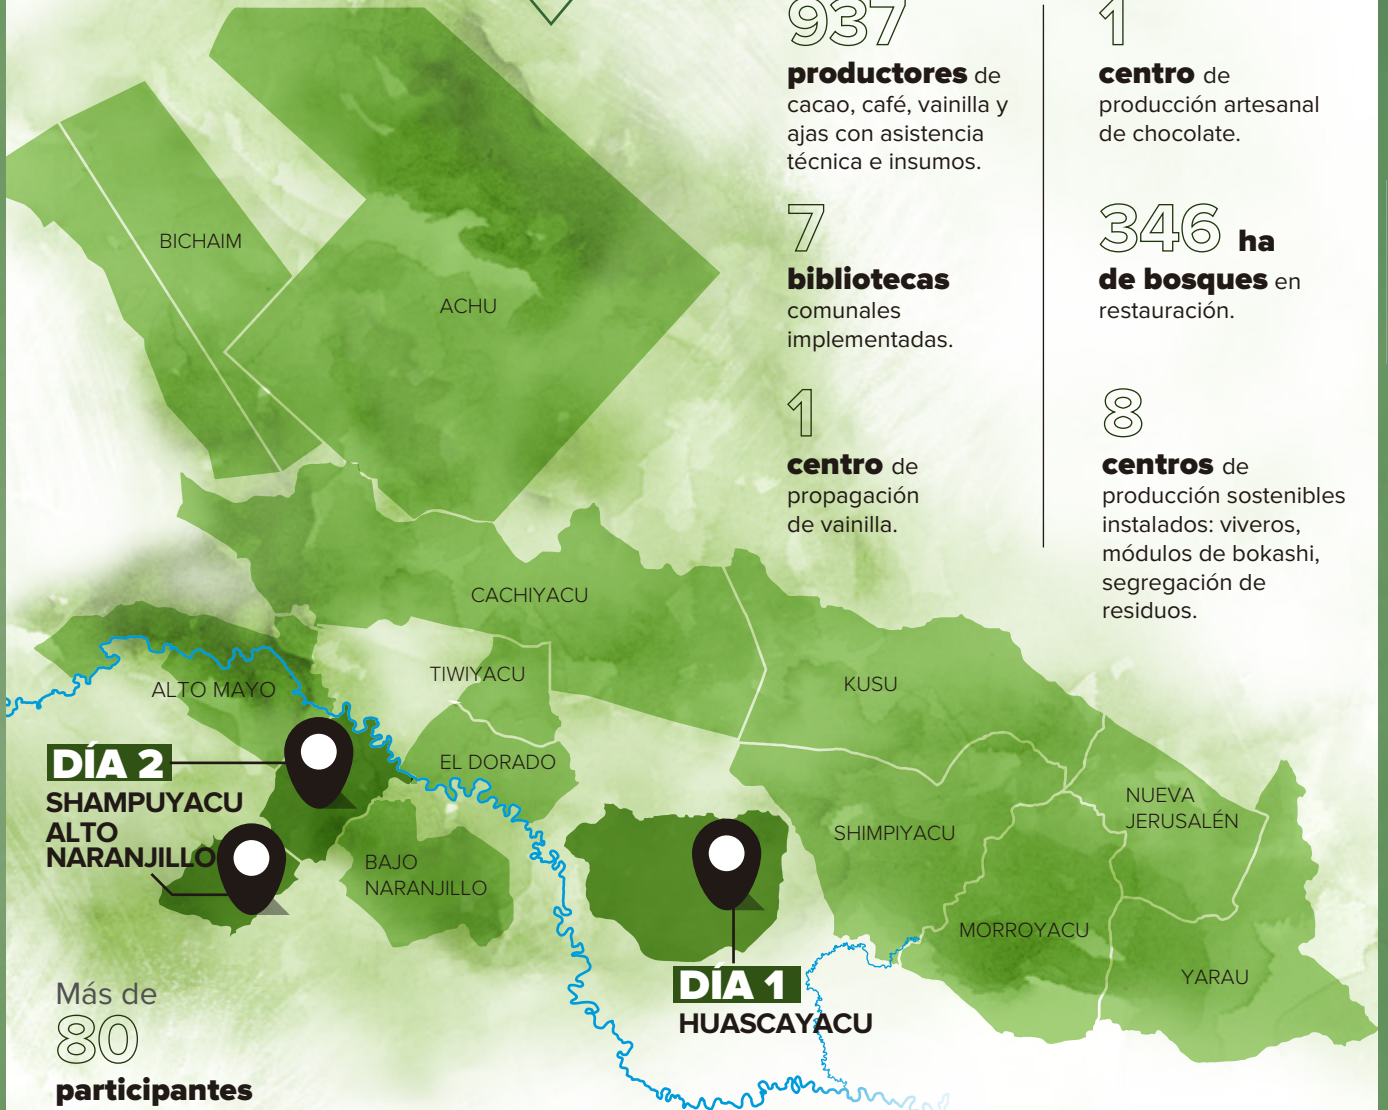 937
productores de
cacao, café, vainilla y
ajas con asistencia
técnica e insumos.
7
bibliotecas
comunales
implementadas.
1
centro de
propagación
de vainilla.
1
centro de
producción artesanal
de chocolate.
346 ha
de bosques en
restauración.
8
centros de
producción sostenibles
instalados: viveros,
módulos de bokashi,
segregación de
residuos.
BICHAIM
ACHU
CACHIYACU
TIWIYACU
KUSU
ALTO MAYO
EL DORADO
DÍA 2
SHAMPUYACU
ALTO
NARANJILLO
BAJO
NARANJILLO
SHIMPIYACU
NUEVA
JERUSALÉN
MORROYACU
YARAU
DÍA 1
HUASCAYACU
Más de
80
participantes